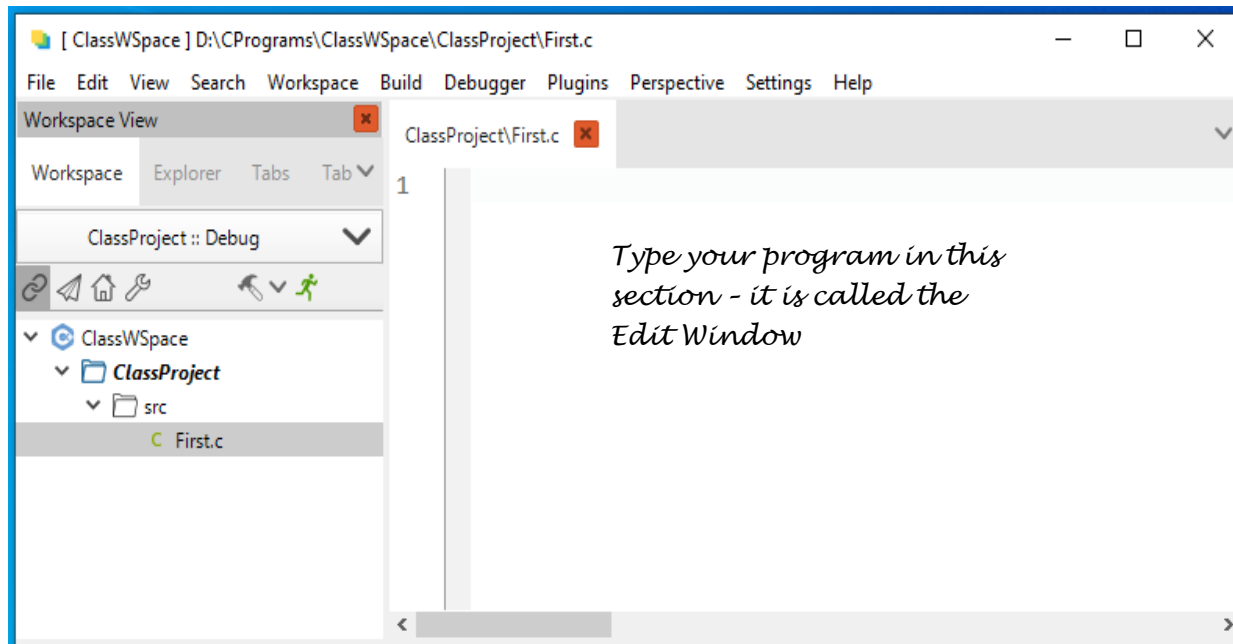 [ ClassWSpace ] D:\CPrograms\ClassWSpace\ClassProject\First.c
File Edit View Search Workspace Build Debugger Plugins Perspective Settings Help
Workspace View
ClassProject\First.c
Workspace Explorer Tabs Tab
1
ClassProject :: Debug
Type your program in this
section - it is called the
Edit Window
ClassWSpace
ClassProject
src
C First.c